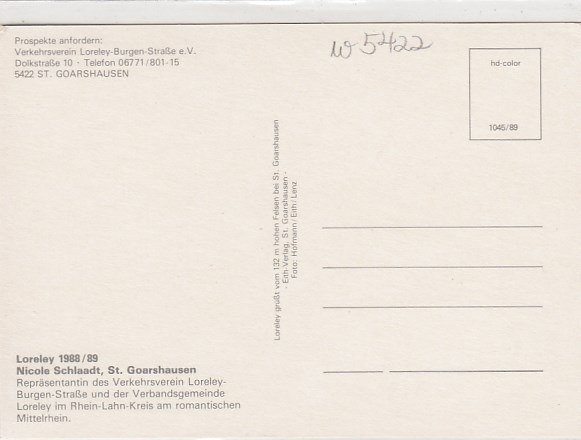 Prospekte anfordern:
Verkehrsverein Loreley-Burgen-Straße e.V.
Dolkstraße 10 · Telefon 06771/801-15
5422 ST. GOARSHAUSEN
W 5422
hd-color
1045/89
Loreley grüßt vom 132 m hohen Felsen bei St. Goarshausen
- Eith-Verlag, St. Goarshausen -
Foto: Hofmann/Eith/Lenz
Loreley 1988/89
Nicole Schlaadt, St. Goarshausen
Repräsentantin des Verkehrsverein Loreley-
Burgen-Straße und der Verbandsgemeinde
Loreley im Rhein-Lahn-Kreis am romantischen
Mittelrhein.